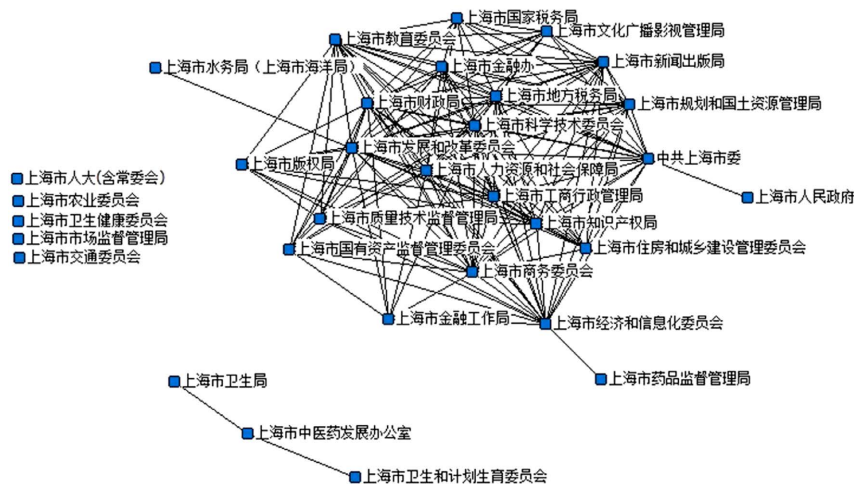 上海市国家税务局
上海市文化广播影视管理局
上海市教育委员会
上海市金融办
上海市新闻出版局
上海市水务局（上海市海洋局）
上海市财政局
上海市地方税务局
上海市规划和国土资源管理局
上海市科学技术委员会
上海市发展和改革委员会
中共上海市委
上海市版权局
上海市人力资源和社会保障局
上海市人大(含常委会)
上海市工商行政管理局
上海市人民政府
上海市农业委员会
上海市质量技术监督管理局
上海市知识产权局
上海市卫生健康委员会
上海市市场监督管理局
上海市国有资产监督管理委员会
上海市住房和城乡建设管理委员会
上海市交通委员会
上海市商务委员会
上海市金融工作局
上海市经济和信息化委员会
上海市药品监督管理局
上海市卫生局
上海市中医药发展办公室
上海市卫生和计划生育委员会